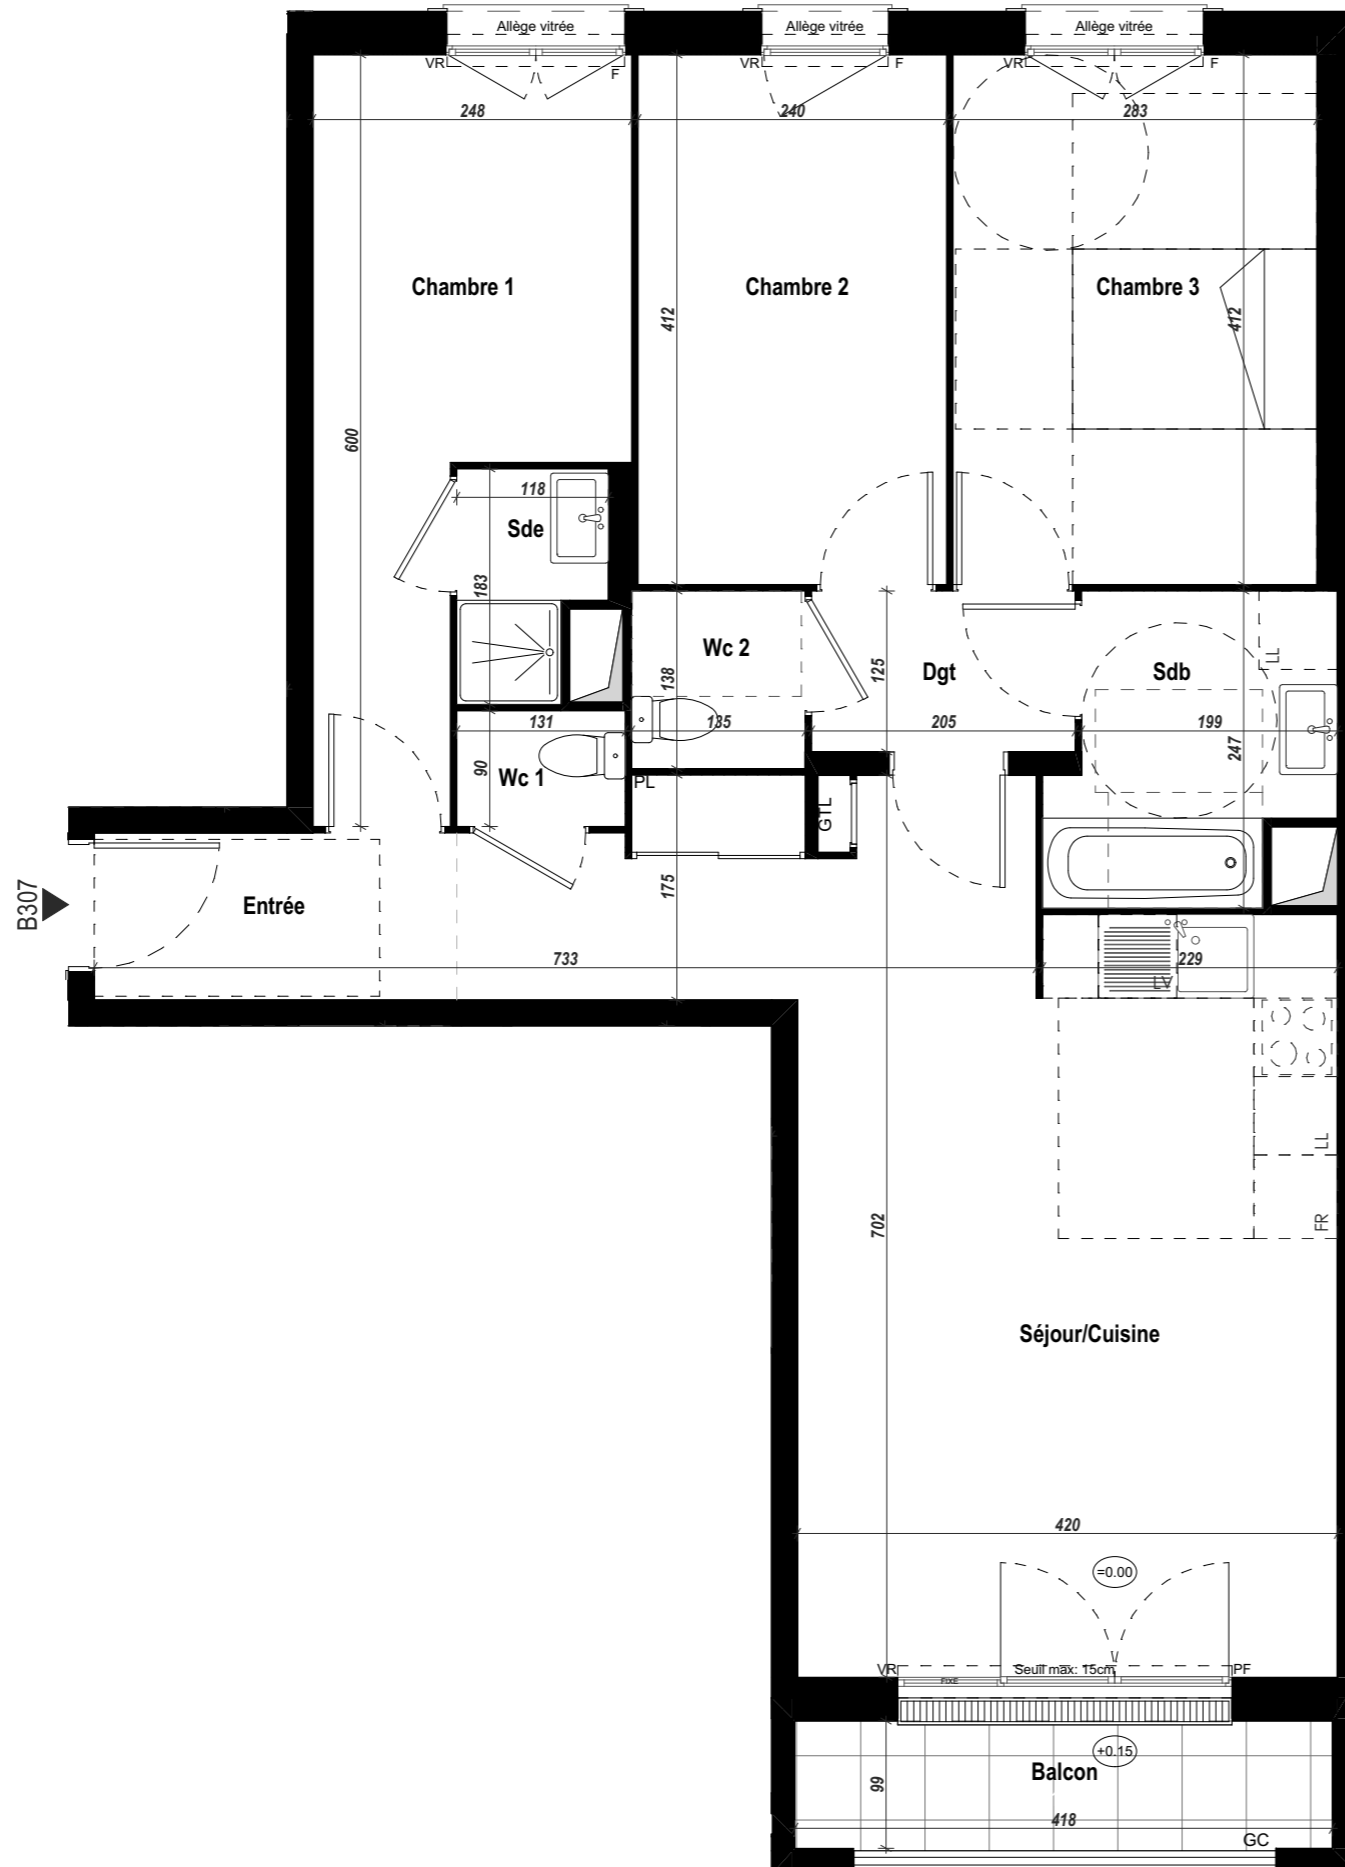 Allège vitrée Allège vitrée Allège vitrée
VR F VR F VR F
248 240 283
Chambre 1 Chambre 2 Chambre 3
412 412
600
118
Sde
183
Wc 2 Dgt Sdb LL
138 125
131 135 205 199
247
90 Wc 1 PL
GTL
175
B307 Entrée
733 229
LV
LL
702 FR
Séjour/Cuisine
420
=0.00
VR Seuil max: 15cm PF
FIXE
+0.15
Balcon
99
418
GC